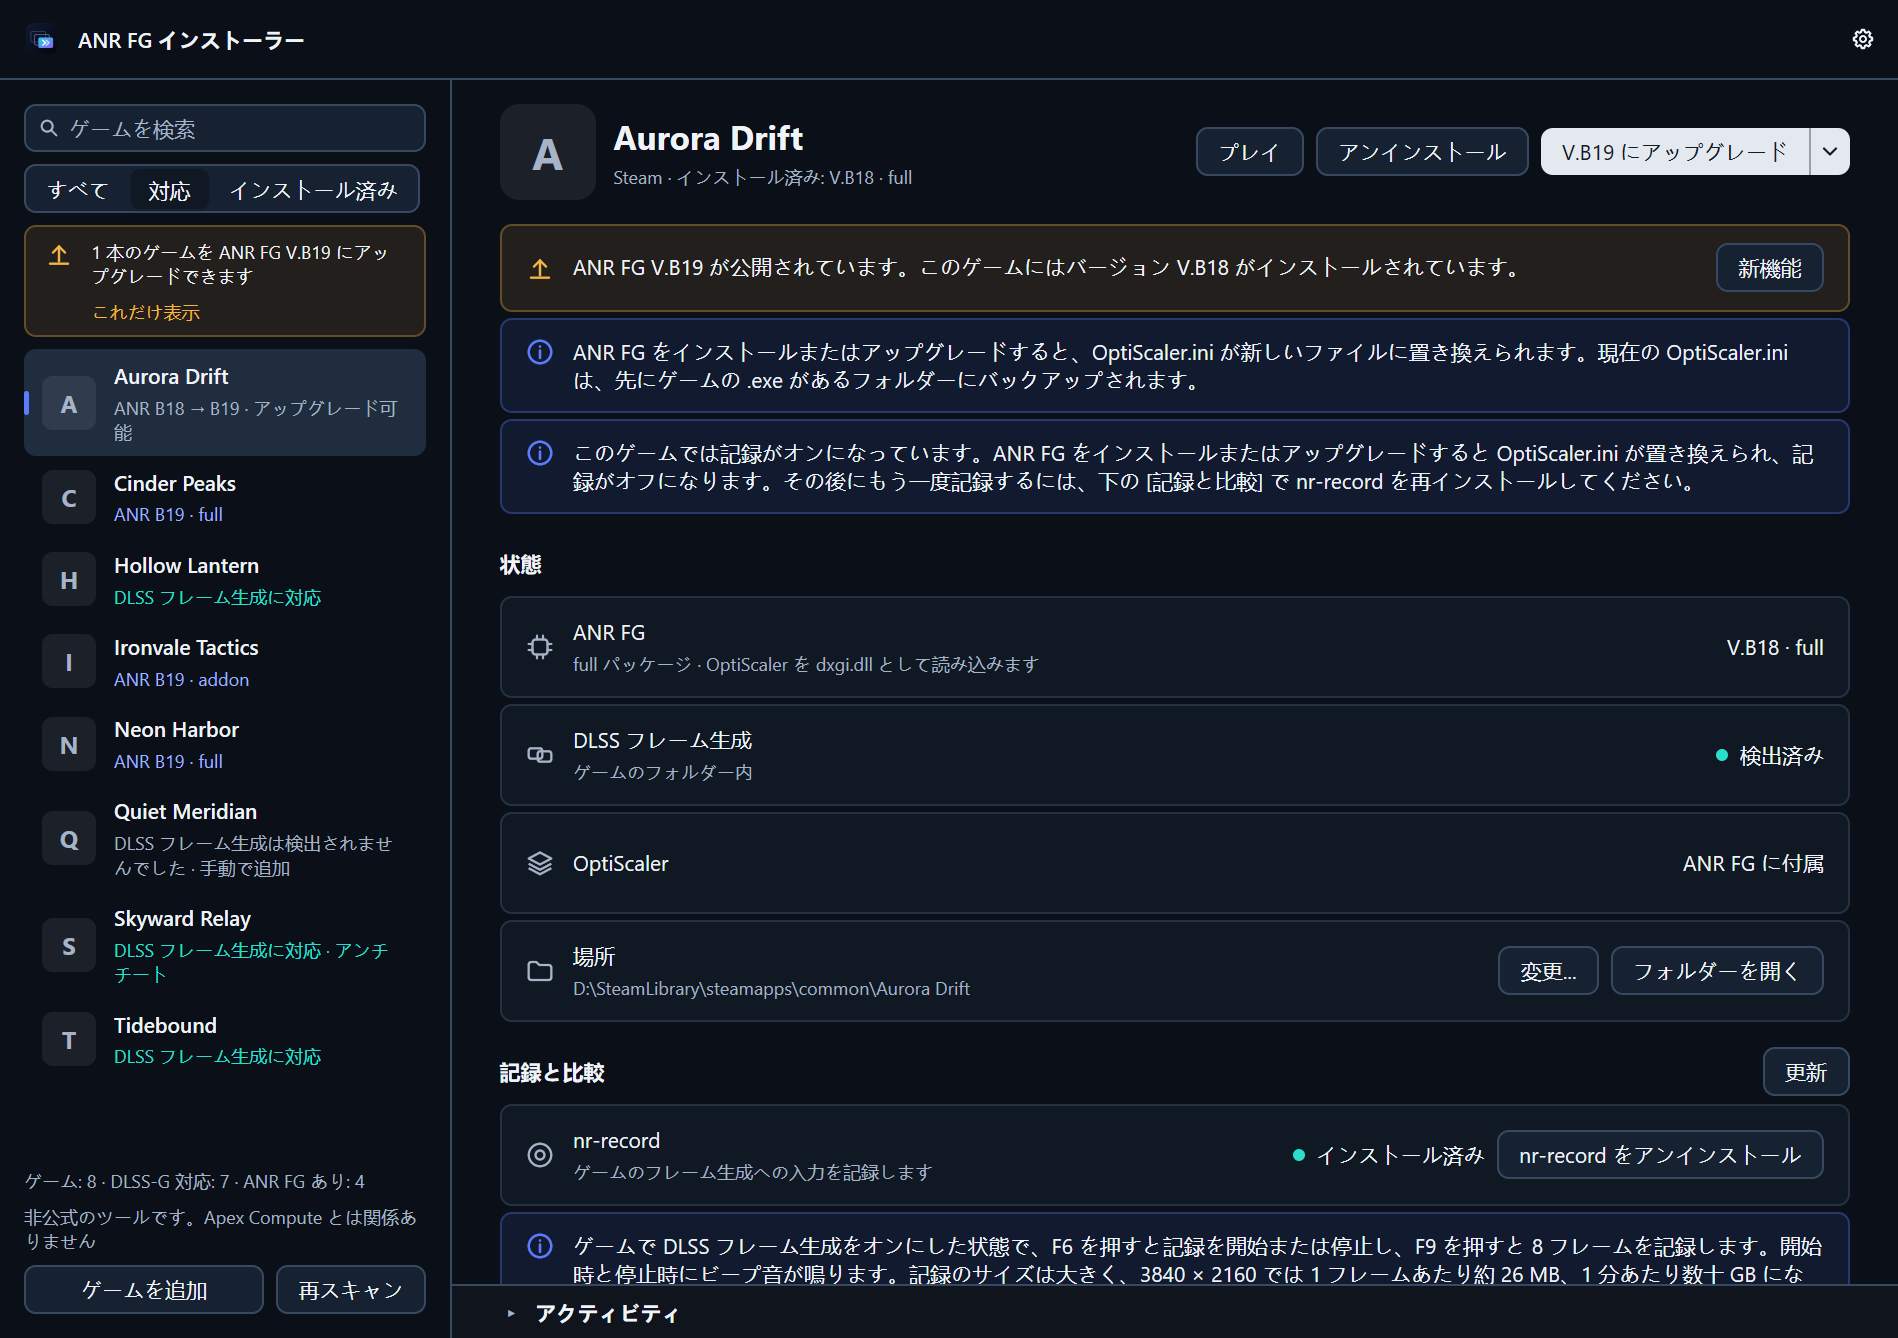 ANR FG インストーラー
ゲームを検索
すべて
対応
インストール済み
1 本のゲームを ANR FG V.B19 にアッ
プグレードできます
これだけ表示
A
Aurora Drift
ANR B18 → B19 · アップグレード可
能
C
Cinder Peaks
ANR B19 · full
H
Hollow Lantern
DLSS フレーム生成に対応
I
Ironvale Tactics
ANR B19 · addon
N
Neon Harbor
ANR B19 · full
Q
Quiet Meridian
DLSS フレーム生成は検出されませ
んでした · 手動で追加
S
Skyward Relay
DLSS フレーム生成に対応 · アンチ
チート
T
Tidebound
DLSS フレーム生成に対応
ゲーム: 8 · DLSS-G 対応: 7 · ANR FG あり: 4
非公式のツールです。Apex Compute とは関係あ
りません
ゲームを追加
再スキャン
A
Aurora Drift
Steam · インストール済み: V.B18 · full
プレイ
アンインストール
V.B19 にアップグレード
ANR FG V.B19 が公開されています。このゲームにはバージョン V.B18 がインストールされています。
新機能
ANR FG をインストールまたはアップグレードすると、OptiScaler.ini が新しいファイルに置き換えられます。現在の OptiScaler.ini
は、先にゲームの .exe があるフォルダーにバックアップされます。
このゲームでは記録がオンになっています。ANR FG をインストールまたはアップグレードすると OptiScaler.ini が置き換えられ、記
録がオフになります。その後にもう一度記録するには、下の [記録と比較] で nr-record を再インストールしてください。
状態
ANR FG
full パッケージ · OptiScaler を dxgi.dll として読み込みます
V.B18 · full
DLSS フレーム生成
ゲームのフォルダー内
検出済み
OptiScaler
ANR FG に付属
場所
D:\SteamLibrary\steamapps\common\Aurora Drift
変更...
フォルダーを開く
記録と比較
更新
nr-record
ゲームのフレーム生成への入力を記録します
インストール済み
nr-record をアンインストール
ゲームで DLSS フレーム生成をオンにした状態で、F6 を押すと記録を開始または停止し、F9 を押すと 8 フレームを記録します。開始
時と停止時にビープ音が鳴ります。記録のサイズは大きく、3840 × 2160 では 1 フレームあたり約 26 MB、1 分あたり数十 GB にな
アクティビティ